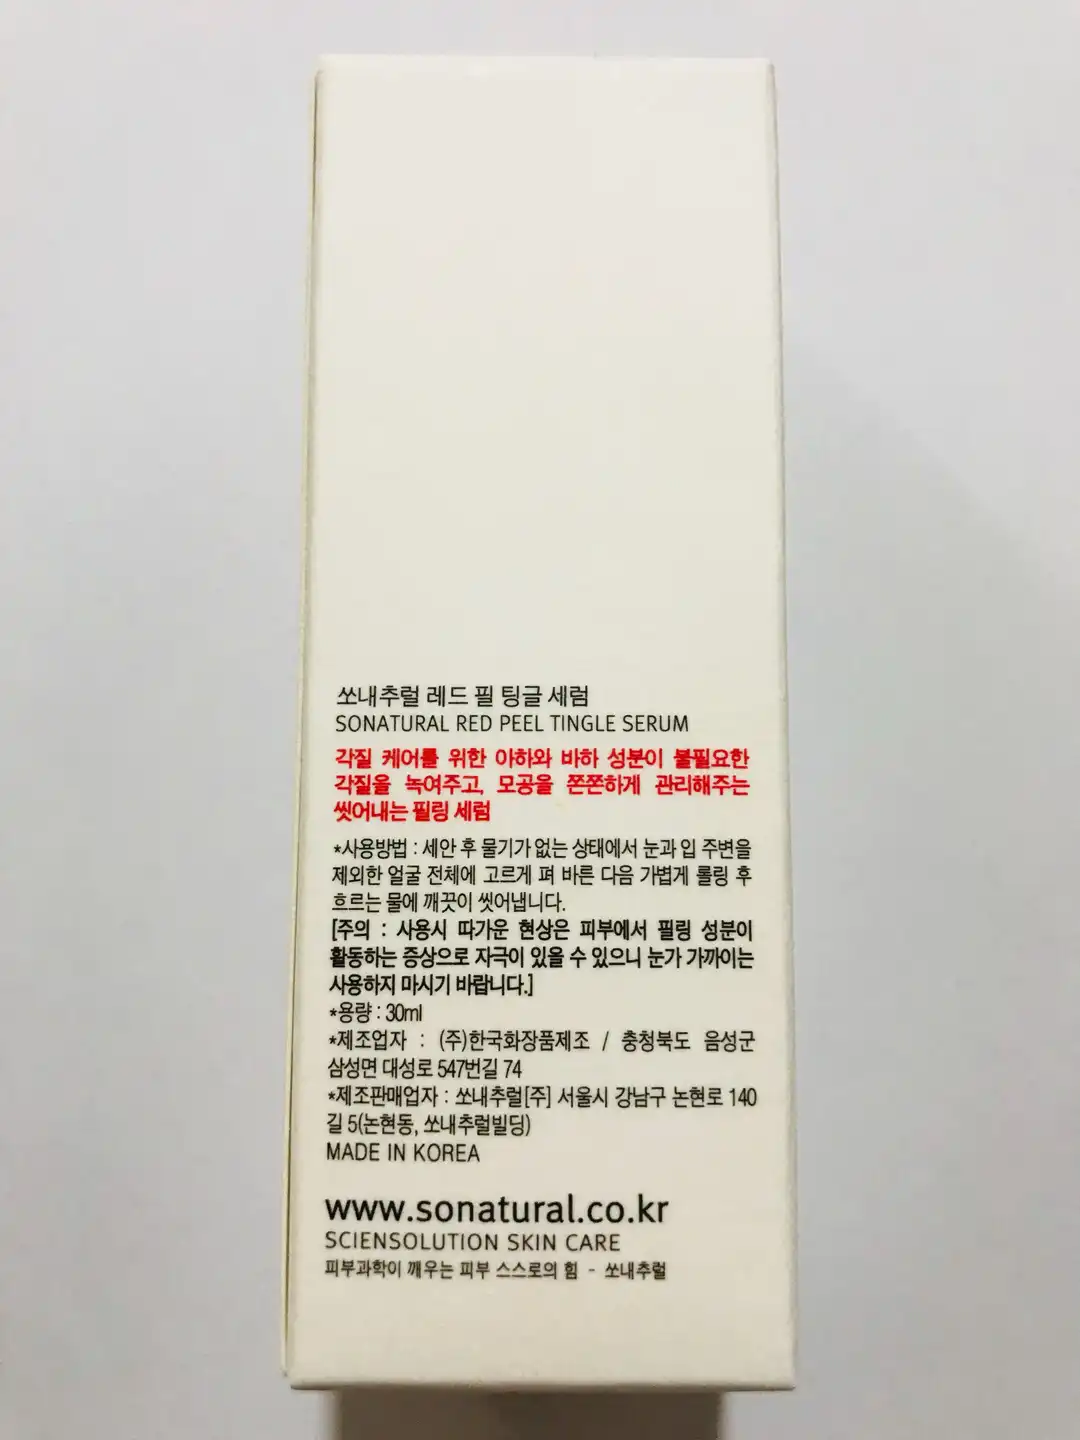 쏘내추럴 레드 필 팅글 세럼
SONATURAL RED PEEL TINGLE SERUM
각질 케어를 위한 아하와 바하 성분이 불필요한
각질을 녹여주고, 모공을 쫀쫀하게 관리해주는
씻어내는 필링 세럼
*사용방법 : 세안 후 물기가 없는 상태에서 눈과 입 주변을
제외한 얼굴 전체에 고르게 펴 바른 다음 가볍게 롤링 후
흐르는 물에 깨끗이 씻어냅니다.
[주의 : 사용시 따가운 현상은 피부에서 필링 성분이
활동하는 증상으로 자극이 있을 수 있으니 눈가 가까이는
사용하지 마시기 바랍니다.]
*용량 : 30ml
*제조업자 : (주)한국화장품제조 / 충청북도 음성군
삼성면 대성로 547번길 74
*제조판매업자 : 쏘내추럴[주] 서울시 강남구 논현로 140
길 5(논현동, 쏘내추럴빌딩)
MADE IN KOREA
www.sonatural.co.kr
SCIENSOLUTION SKIN CARE
피부과학이 깨우는 피부 스스로의 힘 - 쏘내추럴